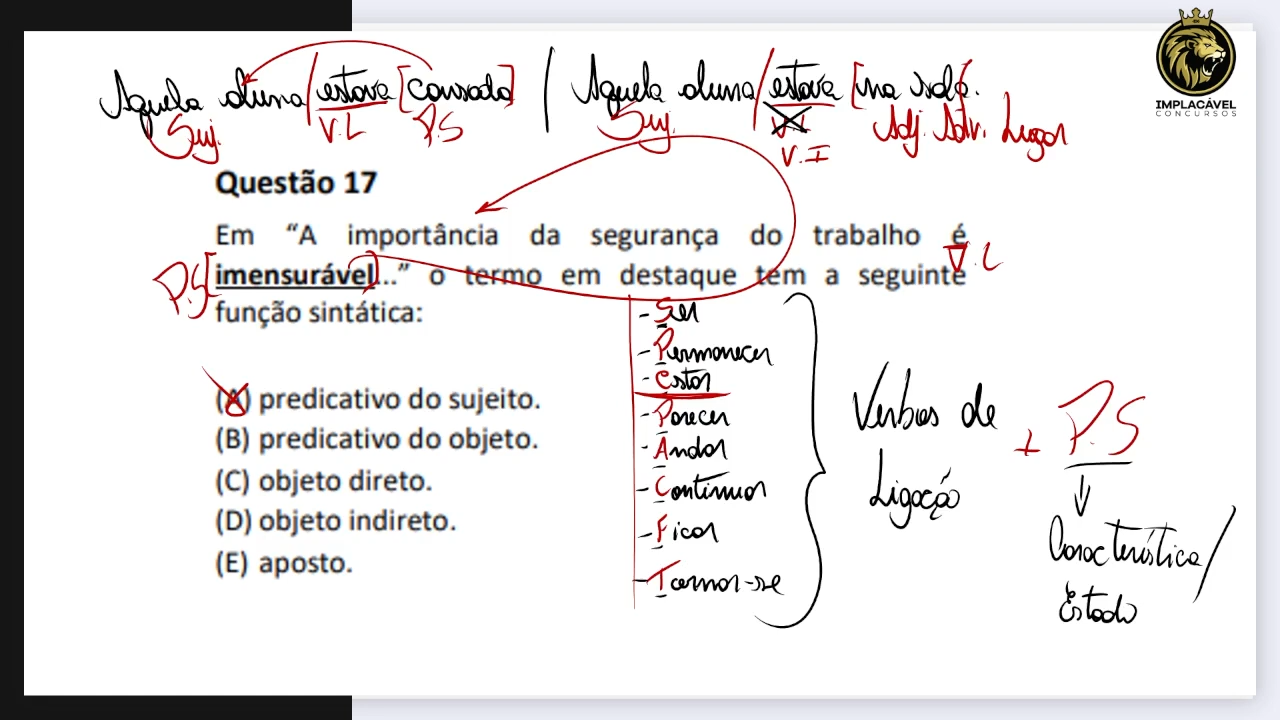 Aquela aluna / estava [cansada] / Aquela aluna / estava [na sala.
Suj. V.L P.S Suj. V.L Adj. Adv. Lugar
V.I
IMPLACÁVEL
CONCURSOS
Questão 17
Em “A importância da segurança do trabalho é
V.L
P.S [imensurável]...” o termo em destaque tem a seguinte
função sintática:
(A) predicativo do sujeito.
(B) predicativo do objeto.
(C) objeto direto.
(D) objeto indireto.
(E) aposto.
- Ser
- Permanecer
- Estar
- Parecer
- Andar
- Continuar
- Ficar
- Tornar-se
Verbos de
Ligação
+ P.S
Característica/
Estado